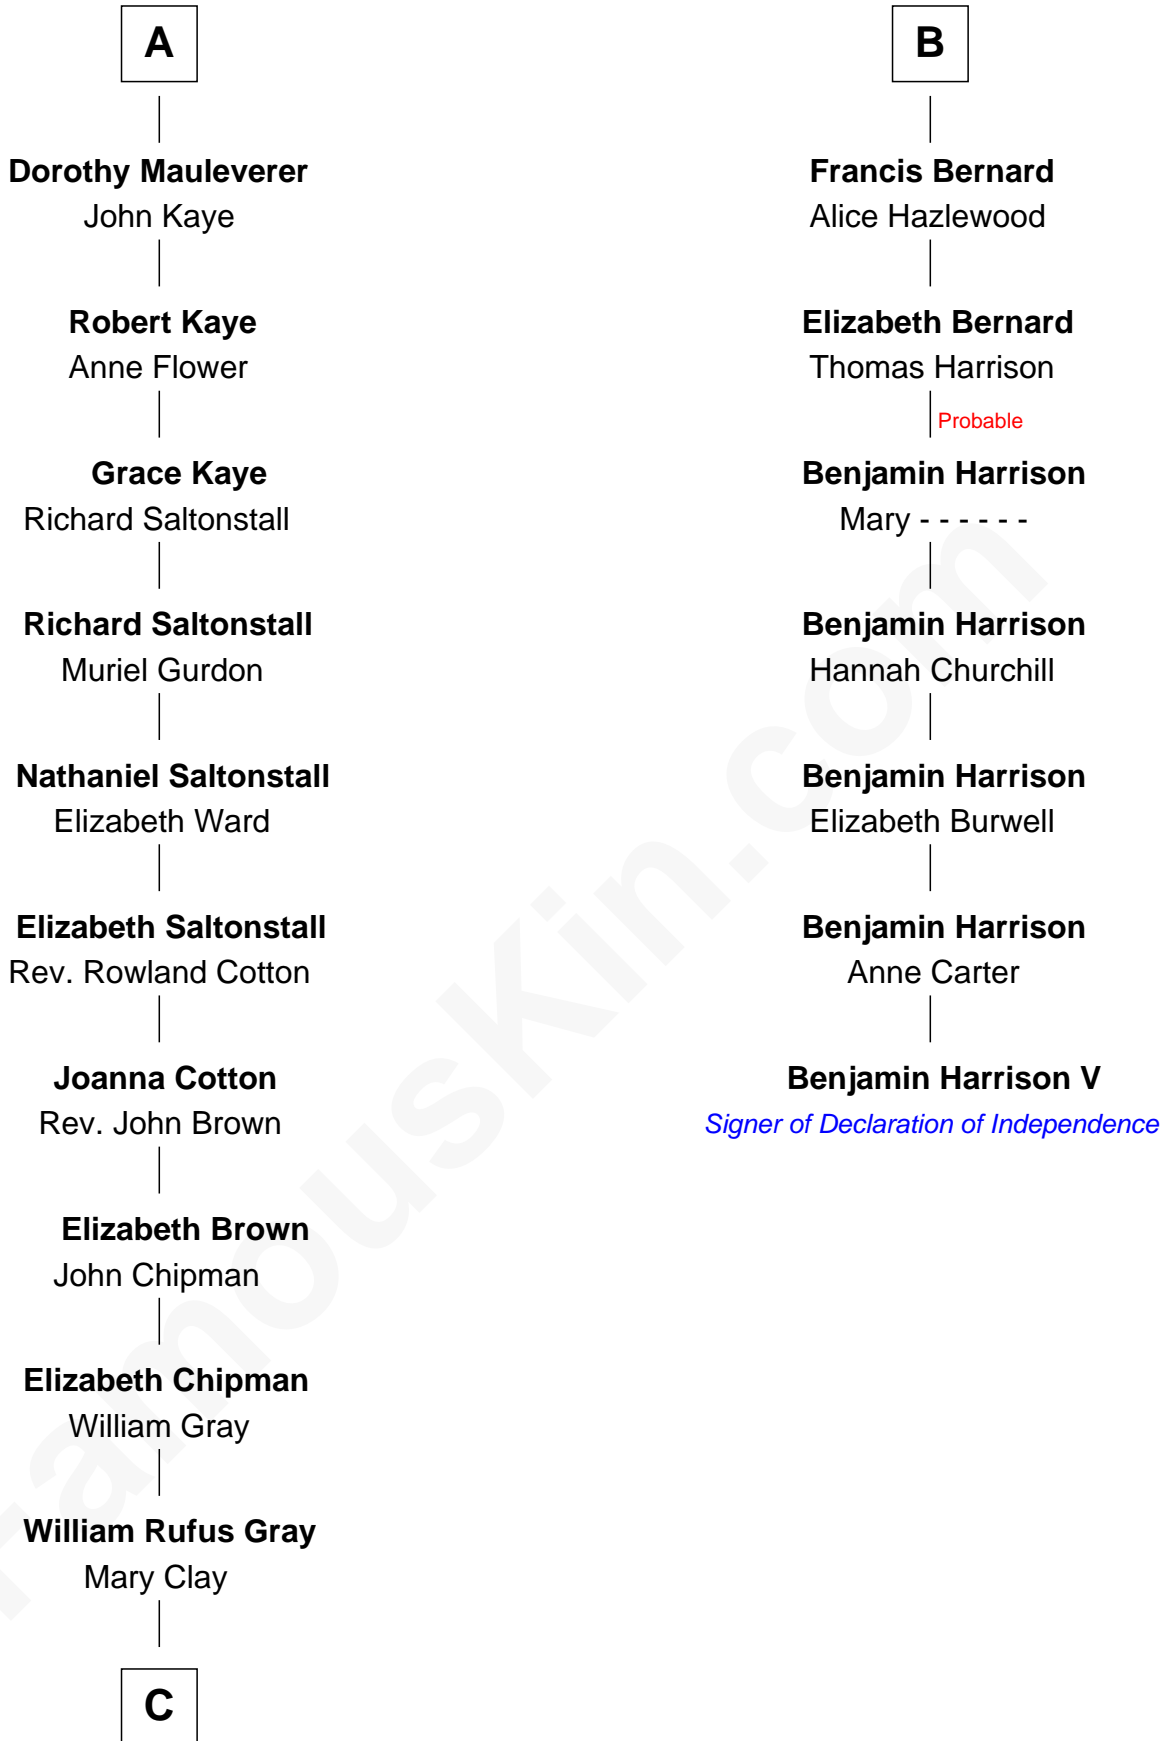 A
Dorothy Mauleverer
John Kaye
Robert Kaye
Anne Flower
Grace Kaye
Richard Saltonstall
Richard Saltonstall
Muriel Gurdon
Nathaniel Saltonstall
Elizabeth Ward
Elizabeth Saltonstall
Rev. Rowland Cotton
Joanna Cotton
Rev. John Brown
Elizabeth Brown
John Chipman
Elizabeth Chipman
William Gray
William Rufus Gray
Mary Clay
C
B
Francis Bernard
Alice Hazlewood
Elizabeth Bernard
Thomas Harrison
Probable
Benjamin Harrison
Mary - - - - - -
Benjamin Harrison
Hannah Churchill
Benjamin Harrison
Elizabeth Burwell
Benjamin Harrison
Anne Carter
Benjamin Harrison V
Signer of Declaration of Independence
FamousKin.com